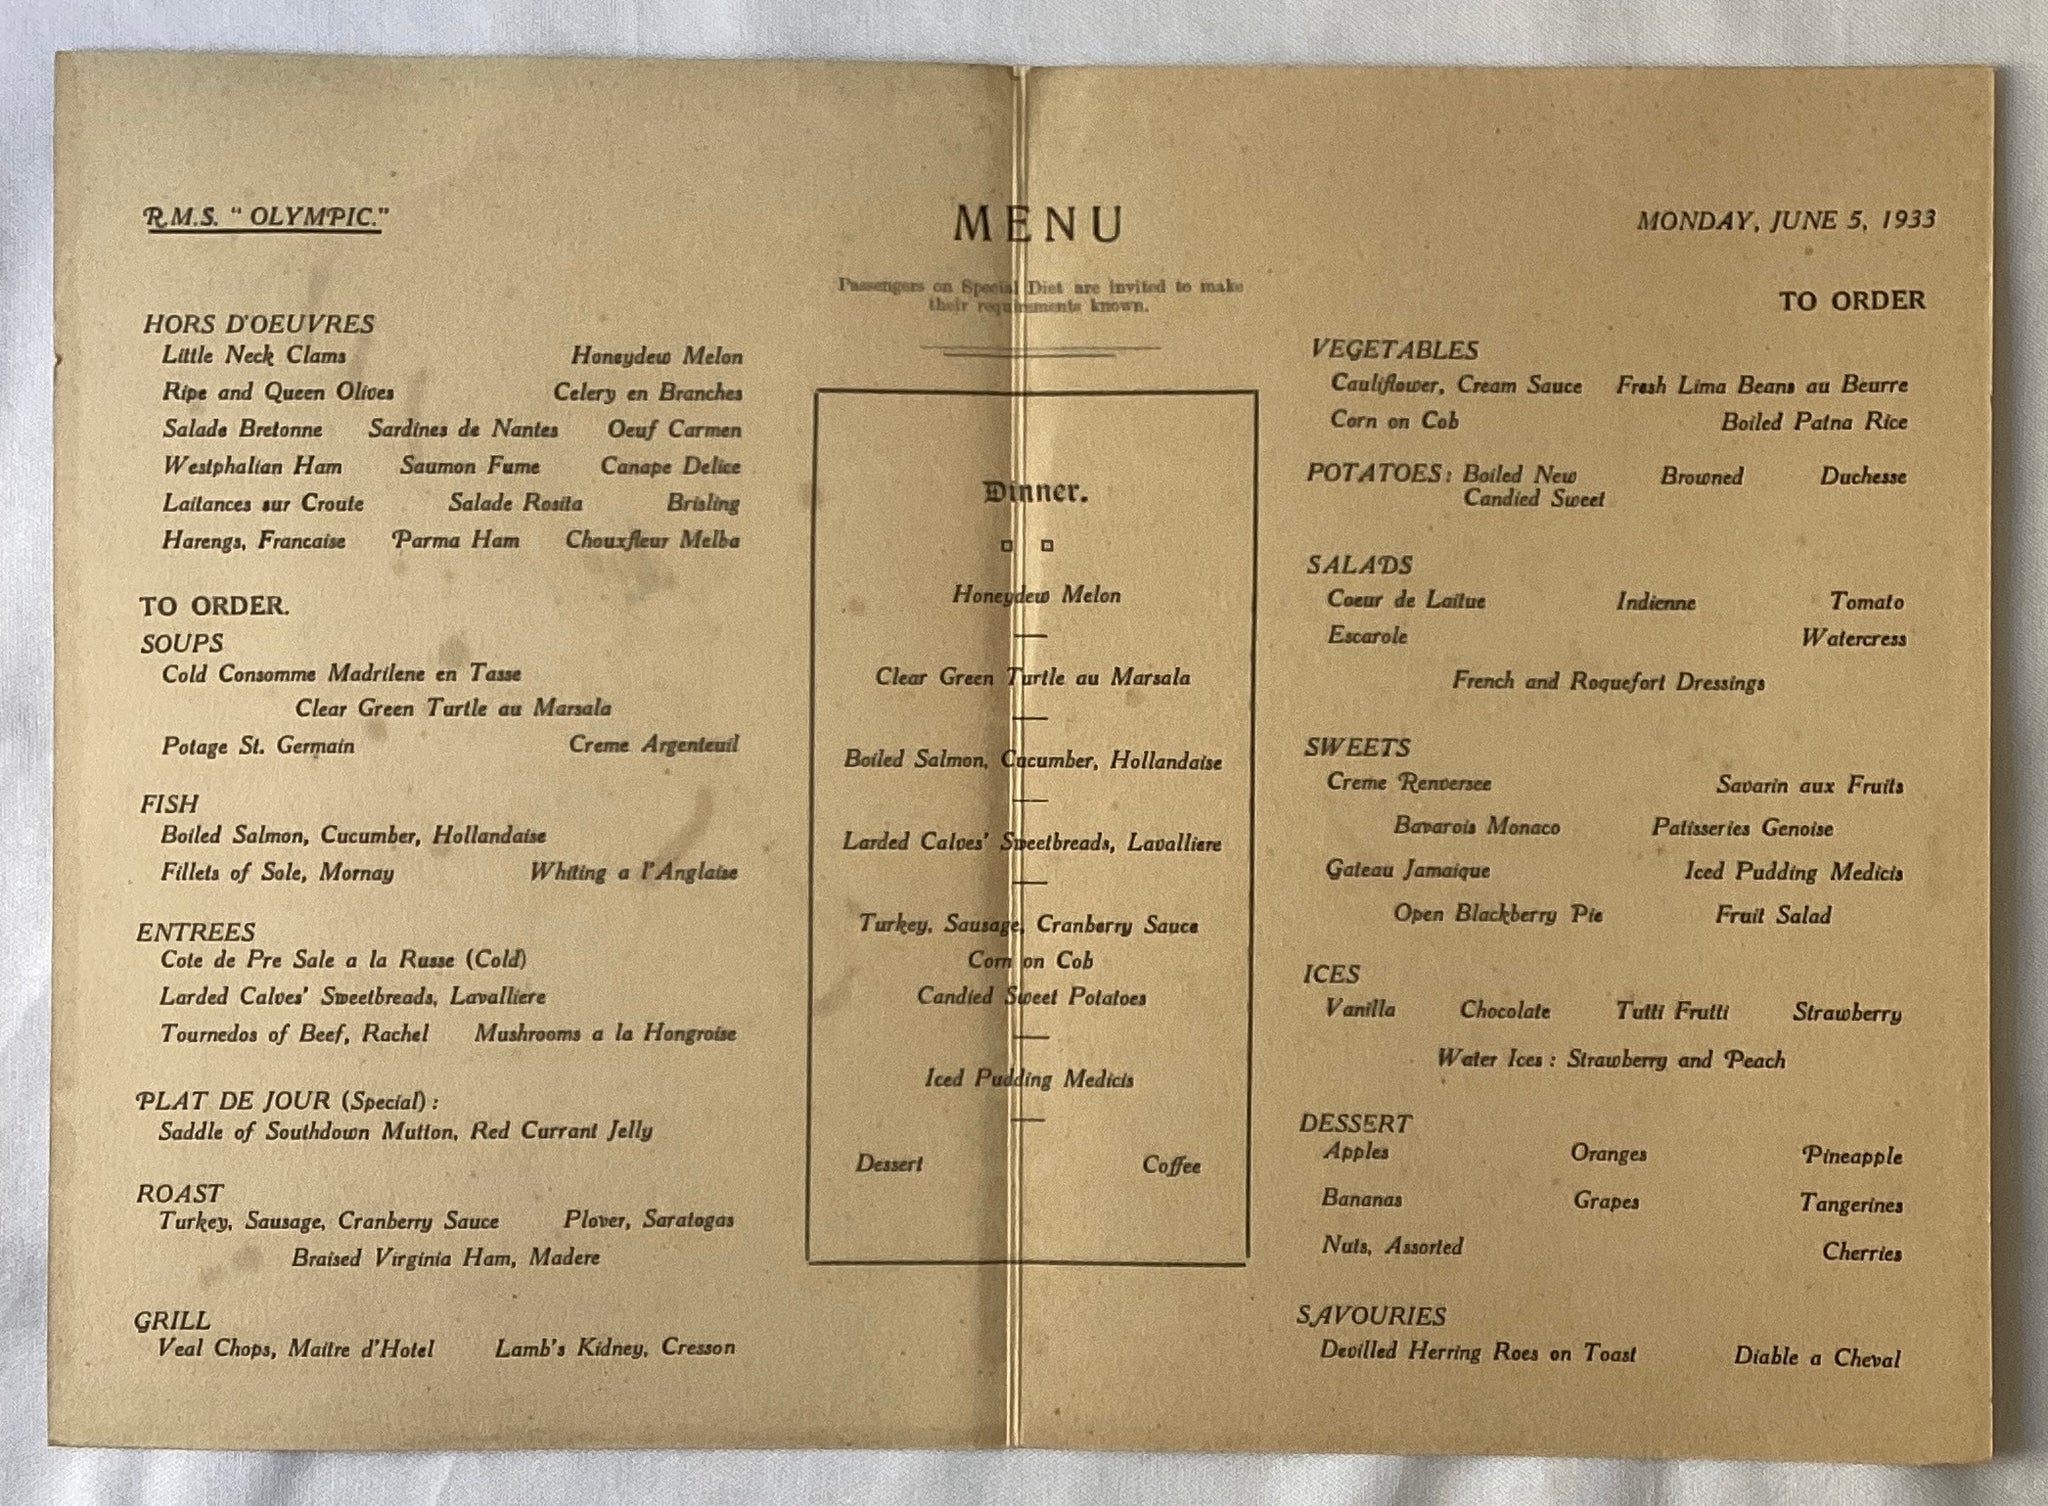 R.M.S. "OLYMPIC."
MENU
MONDAY, JUNE 5, 1933
Passengers on Special Diet are invited to make
their requirements known.
HORS D'OEUVRES
Little Neck Clams Honeydew Melon
Ripe and Queen Olives Celery en Branches
Salade Bretonne Sardines de Nantes Oeuf Carmen
Westphalian Ham Saumon Fume Canape Delice
Laitances sur Croute Salade Rosita Brisling
Harengs, Francaise Parma Ham Chouxfleur Melba
TO ORDER.
SOUPS
Cold Consomme Madrilene en Tasse
Clear Green Turtle au Marsala
Potage St. Germain Creme Argenteuil
FISH
Boiled Salmon, Cucumber, Hollandaise
Fillets of Sole, Mornay Whiting a l'Anglaise
ENTREES
Cote de Pre Sale a la Russe (Cold)
Larded Calves' Sweetbreads, Lavalliere
Tournedos of Beef, Rachel Mushrooms a la Hongroise
PLAT DE JOUR (Special) :
Saddle of Southdown Mutton, Red Currant Jelly
ROAST
Turkey, Sausage, Cranberry Sauce Plover, Saratogas
Braised Virginia Ham, Madere
GRILL
Veal Chops, Maitre d'Hotel Lamb's Kidney, Cresson
Dinner.
Honeydew Melon
Clear Green Turtle au Marsala
Boiled Salmon, Cucumber, Hollandaise
Larded Calves' Sweetbreads, Lavalliere
Turkey, Sausage, Cranberry Sauce
Corn on Cob
Candied Sweet Potatoes
Iced Pudding Medicis
Dessert Coffee
TO ORDER
VEGETABLES
Cauliflower, Cream Sauce Fresh Lima Beans au Beurre
Corn on Cob Boiled Patna Rice
POTATOES : Boiled New Browned Duchesse
Candied Sweet
SALADS
Coeur de Laitue Indienne Tomato
Escarole Watercress
French and Roquefort Dressings
SWEETS
Creme Renversee Savarin aux Fruits
Bavarois Monaco Patisseries Genoise
Gateau Jamaique Iced Pudding Medicis
Open Blackberry Pie Fruit Salad
ICES
Vanilla Chocolate Tutti Frutti Strawberry
Water Ices : Strawberry and Peach
DESSERT
Apples Oranges Pineapple
Bananas Grapes Tangerines
Nuts, Assorted Cherries
SAVOURIES
Devilled Herring Roes on Toast Diable a Cheval